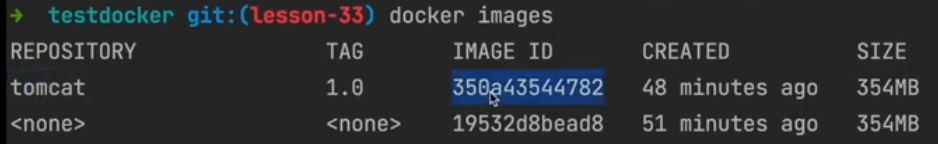 → testdocker git:(lesson-33) docker images
REPOSITORY TAG IMAGE ID CREATED SIZE
tomcat 1.0 350a43544782 48 minutes ago 354MB
<none> <none> 19532d8bead8 51 minutes ago 354MB